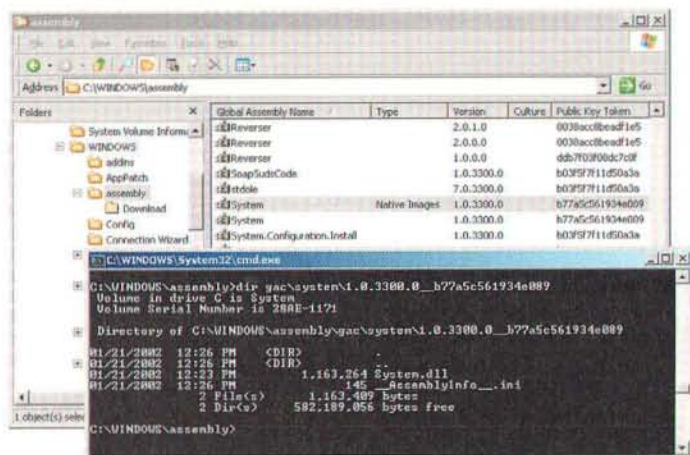 assembly
File Edit View Favorites Tools Help
Address C:\WINDOWS\assembly Go
Folders × Global Assembly Name Type Version Culture Public Key Token
System Volume Informa
WINDOWS
addins
AppPatch
assembly
Download
Config
Connection Wizard
Reverser 2.0.1.0 0038acc8beadf1e5
Reverser 2.0.0.0 0038acc8beadf1e5
Reverser 1.0.0.0
SoapSudsCode 1.0.3300.0 b03f5f7f11d50a3a
stdole 7.0.3300.0 b03f5f7f11d50a3a
System Native Images 1.0.3300.0 b77a5c561934e089
System 1.0.3300.0 b77a5c561934e089
System.Configuration.Install 1.0.3300.0 b03f5f7f11d50a3a
1 object(s) selec
C:\WINDOWS\System32\cmd.exe
C:\WINDOWS\assembly>dir gac\system\1.0.3300.0__b77a5c561934e089
Volume in drive C is System
Volume Serial Number is 28AE-1171
Directory of C:\WINDOWS\assembly\gac\system\1.0.3300.0__b77a5c561934e089
01/21/2002 12:26 PM <DIR> .
01/21/2002 12:26 PM <DIR> ..
01/21/2002 12:23 PM 1,163,264 System.dll
01/21/2002 12:26 PM 145 __AssemblyInfo__.ini
2 File(s) 1,163,409 bytes
2 Dir(s) 582,189,056 bytes free
C:\WINDOWS\assembly>